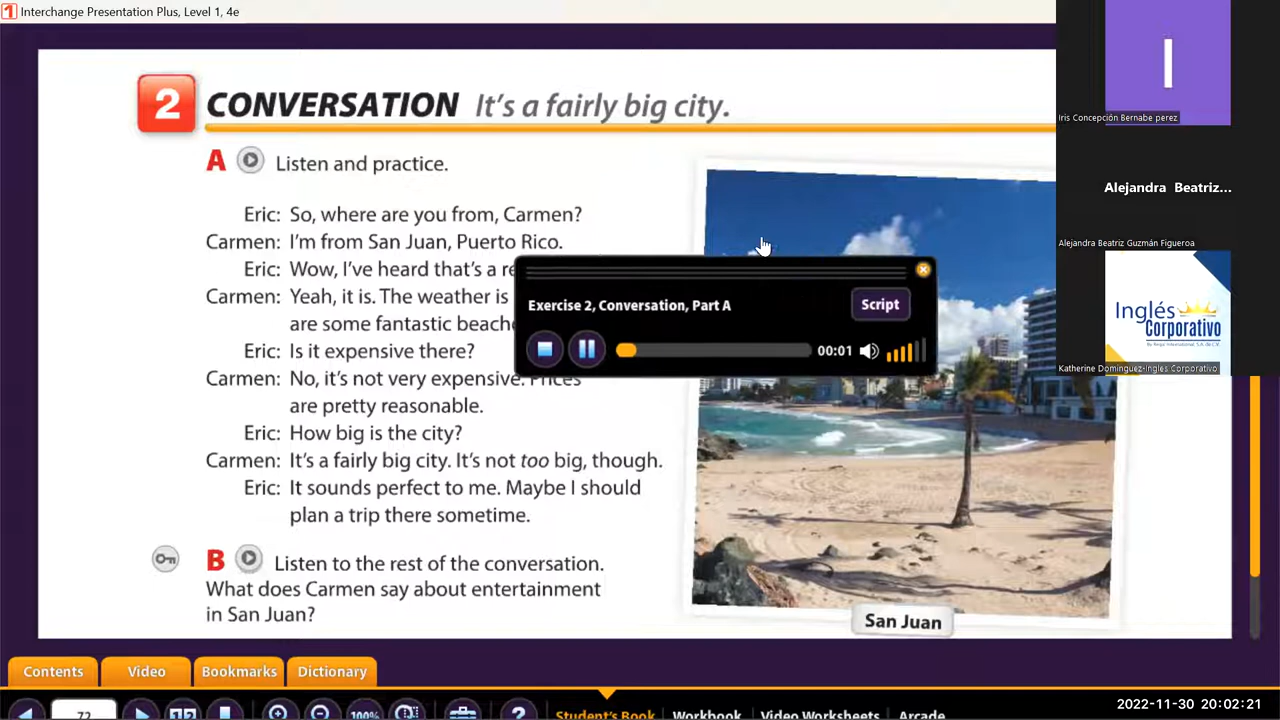 Interchange Presentation Plus, Level 1, 4e
2 CONVERSATION It's a fairly big city.
A Listen and practice.
Eric: So, where are you from, Carmen?
Carmen: I'm from San Juan, Puerto Rico.
Eric: Wow, I've heard that's a
Carmen: Yeah, it is. The weather is
are some fantastic
Eric: Is it expensive there?
Carmen: No, it's not very expensive. Prices
are pretty reasonable.
Eric: How big is the city?
Carmen: It's a fairly big city. It's not too big, though.
Eric: It sounds perfect to me. Maybe I should
plan a trip there sometime.
B Listen to the rest of the conversation.
What does Carmen say about entertainment
in San Juan?
Exercise 2, Conversation, Part A
Script
00:01
San Juan
I
Iris Concepción Bernabe perez
Alejandra Beatriz...
Alejandra Beatriz Guzmán Figueroa
Inglés
Corporativo
Katherine Dominguez-Ingles Corporativo
Contents Video Bookmarks Dictionary
72 100% ? Student's Book Workbook Video Worksheets Arcade
2022-11-30 20:02:21